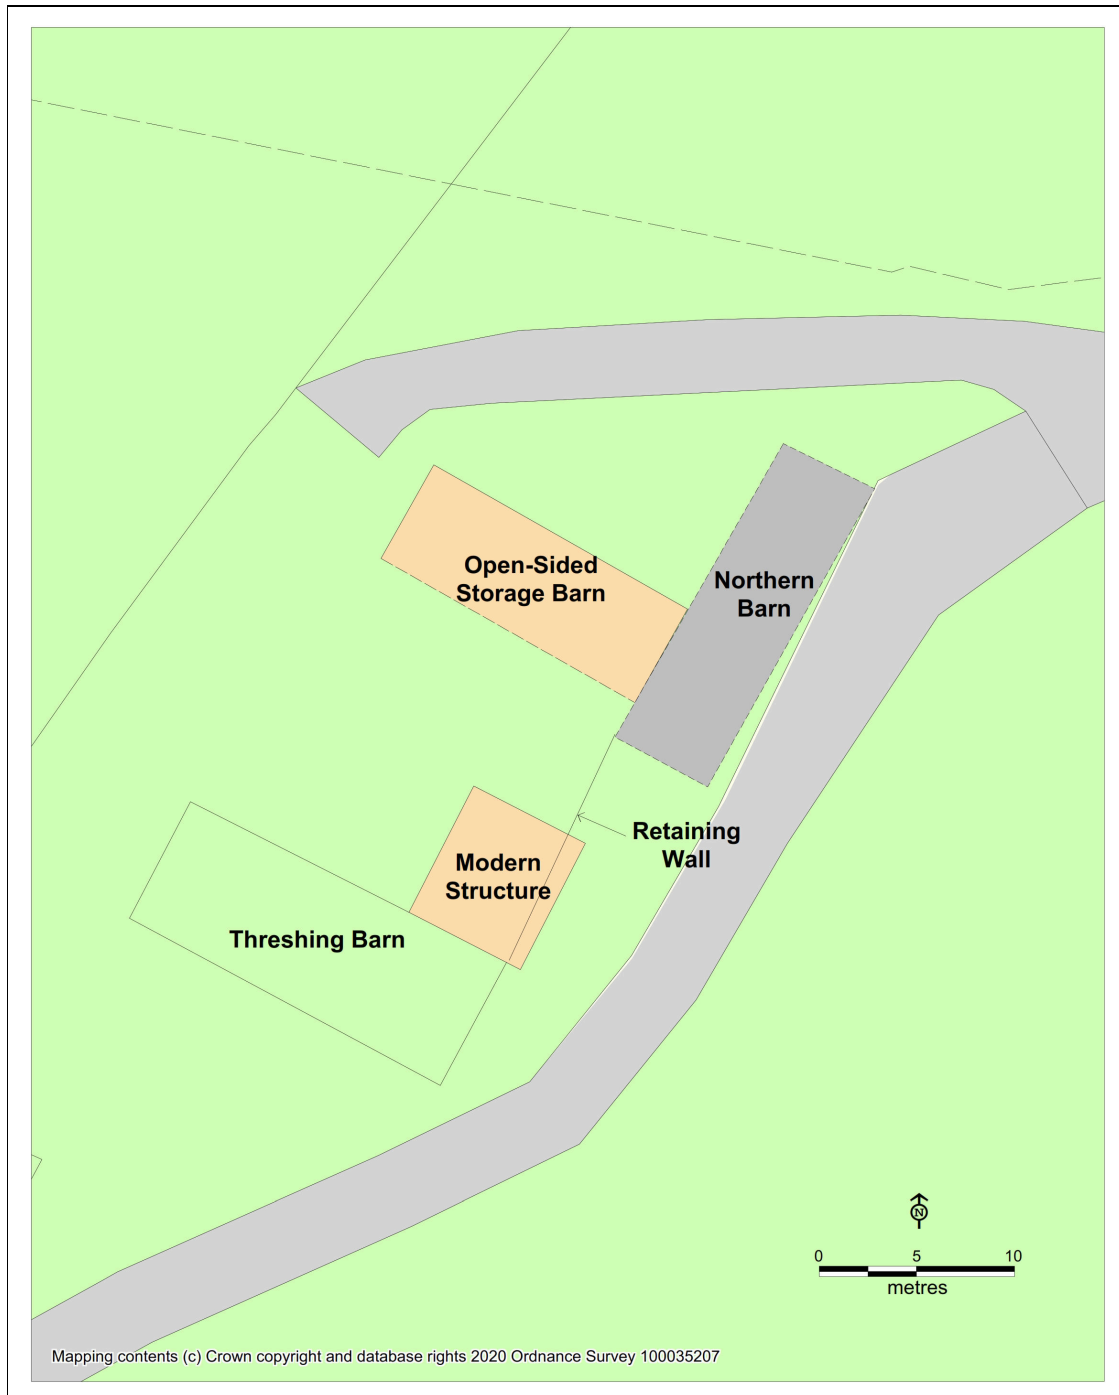 Open-Sided
Storage Barn
Northern
Barn
Retaining
Wall
Modern
Structure
Threshing Barn
N
0 5 10
metres
Mapping contents (c) Crown copyright and database rights 2020 Ordnance Survey 100035207